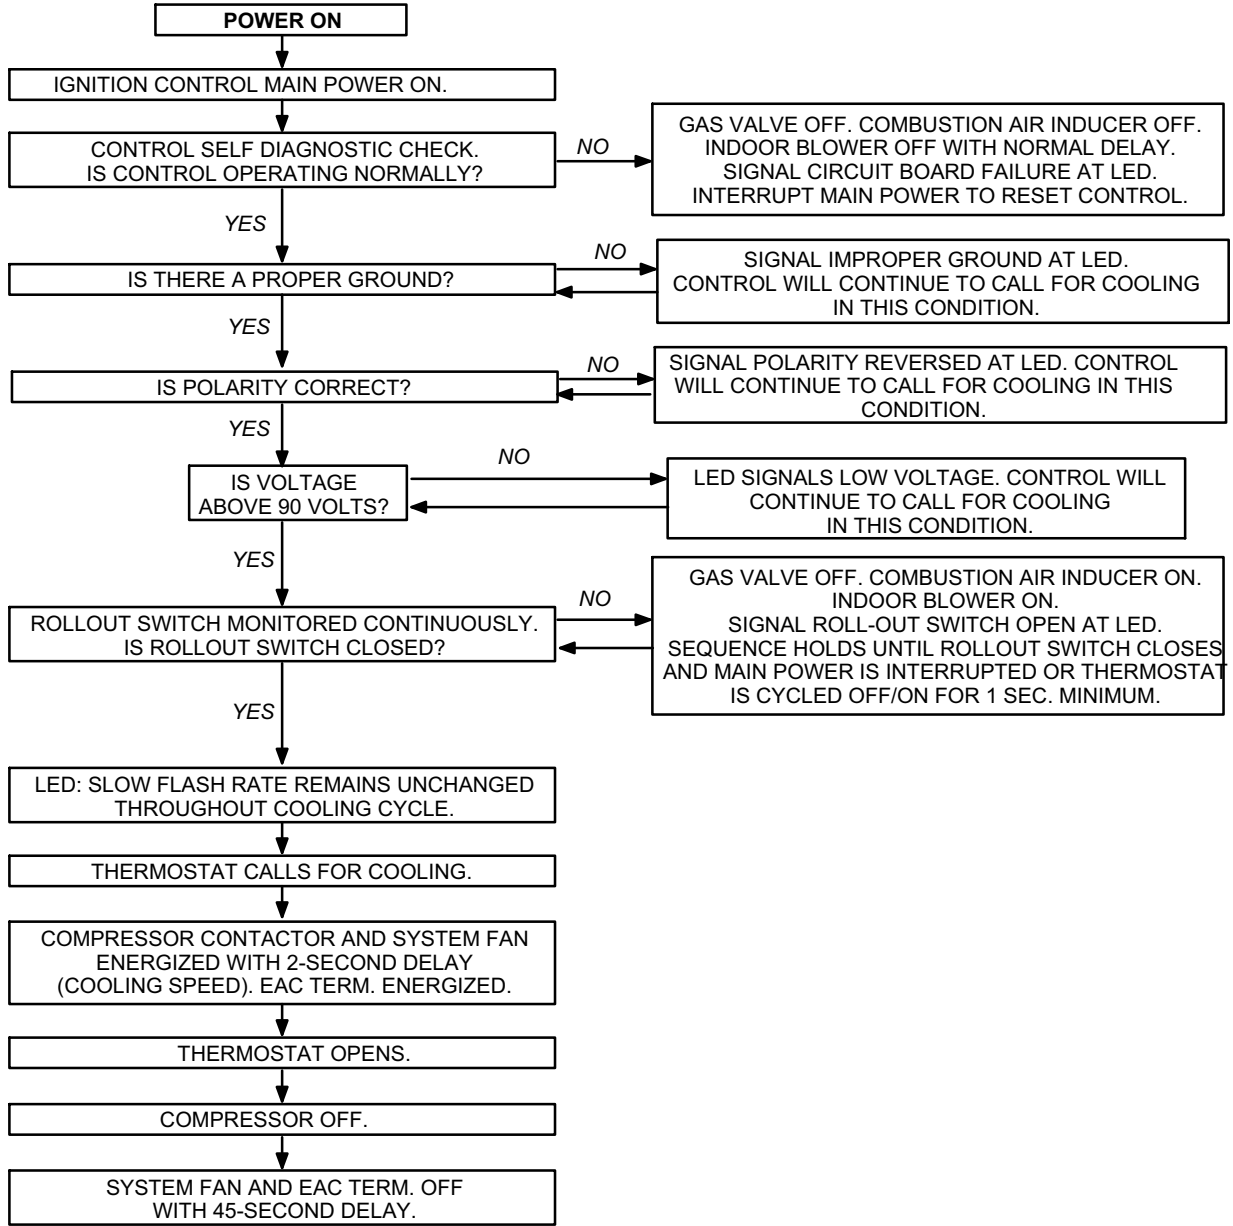 POWER ON
IGNITION CONTROL MAIN POWER ON.
CONTROL SELF DIAGNOSTIC CHECK.
IS CONTROL OPERATING NORMALLY?
NO
GAS VALVE OFF. COMBUSTION AIR INDUCER OFF.
INDOOR BLOWER OFF WITH NORMAL DELAY.
SIGNAL CIRCUIT BOARD FAILURE AT LED.
INTERRUPT MAIN POWER TO RESET CONTROL.
YES
IS THERE A PROPER GROUND?
NO
SIGNAL IMPROPER GROUND AT LED.
CONTROL WILL CONTINUE TO CALL FOR COOLING
IN THIS CONDITION.
YES
IS POLARITY CORRECT?
NO
SIGNAL POLARITY REVERSED AT LED. CONTROL
WILL CONTINUE TO CALL FOR COOLING IN THIS
CONDITION.
YES
IS VOLTAGE
ABOVE 90 VOLTS?
NO
LED SIGNALS LOW VOLTAGE. CONTROL WILL
CONTINUE TO CALL FOR COOLING
IN THIS CONDITION.
YES
ROLLOUT SWITCH MONITORED CONTINUOUSLY.
IS ROLLOUT SWITCH CLOSED?
NO
GAS VALVE OFF. COMBUSTION AIR INDUCER ON.
INDOOR BLOWER ON.
SIGNAL ROLL-OUT SWITCH OPEN AT LED.
SEQUENCE HOLDS UNTIL ROLLOUT SWITCH CLOSES
AND MAIN POWER IS INTERRUPTED OR THERMOSTAT
IS CYCLED OFF/ON FOR 1 SEC. MINIMUM.
YES
LED: SLOW FLASH RATE REMAINS UNCHANGED
THROUGHOUT COOLING CYCLE.
THERMOSTAT CALLS FOR COOLING.
COMPRESSOR CONTACTOR AND SYSTEM FAN
ENERGIZED WITH 2-SECOND DELAY
(COOLING SPEED). EAC TERM. ENERGIZED.
THERMOSTAT OPENS.
COMPRESSOR OFF.
SYSTEM FAN AND EAC TERM. OFF
WITH 45-SECOND DELAY.